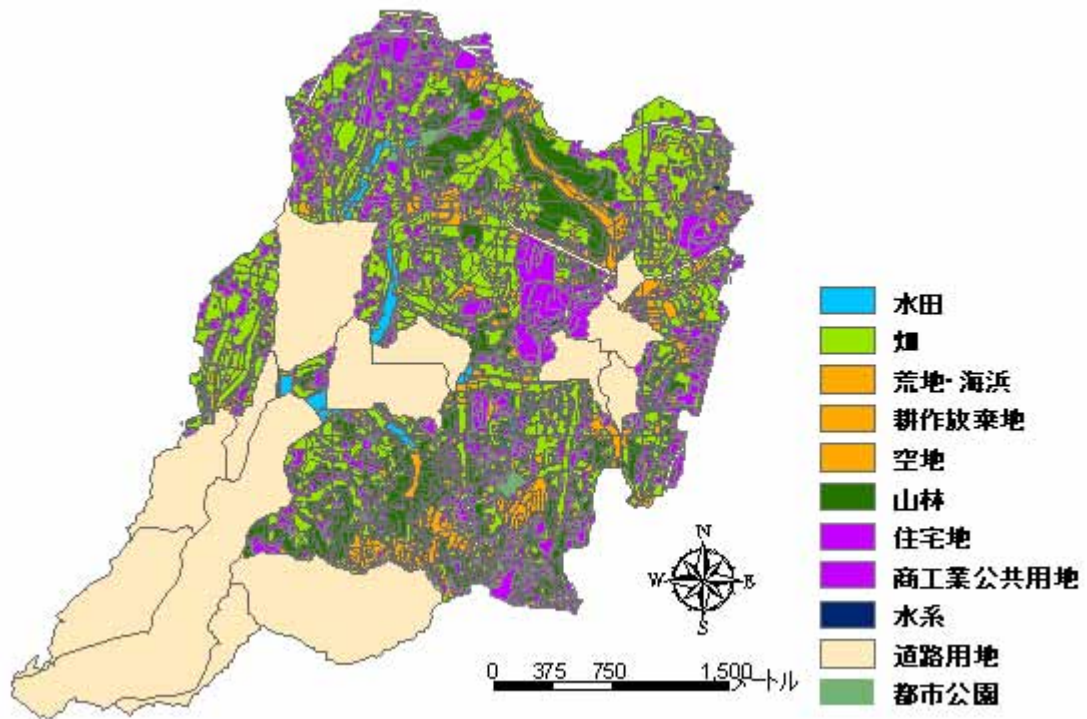 水田
畑
荒地・海浜
耕作放棄地
空地
山林
住宅地
商工業公共用地
水系
道路用地
都市公園
N
W E
S
0 375 750 1,500
メートル